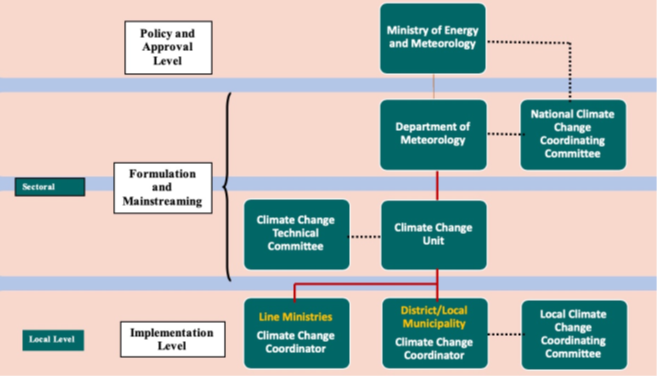 Policy and
Approval
Level
Ministry of Energy
and Meteorology
Department of
Meteorology
National Climate
Change
Coordinating
Committee
Sectoral
Formulation
and
Mainstreaming
Climate Change
Technical
Committee
Climate Change
Unit
Local Level
Implementation
Level
Line Ministries
Climate Change
Coordinator
District/Local
Municipality
Climate Change
Coordinator
Local Climate
Change
Coordinating
Committee